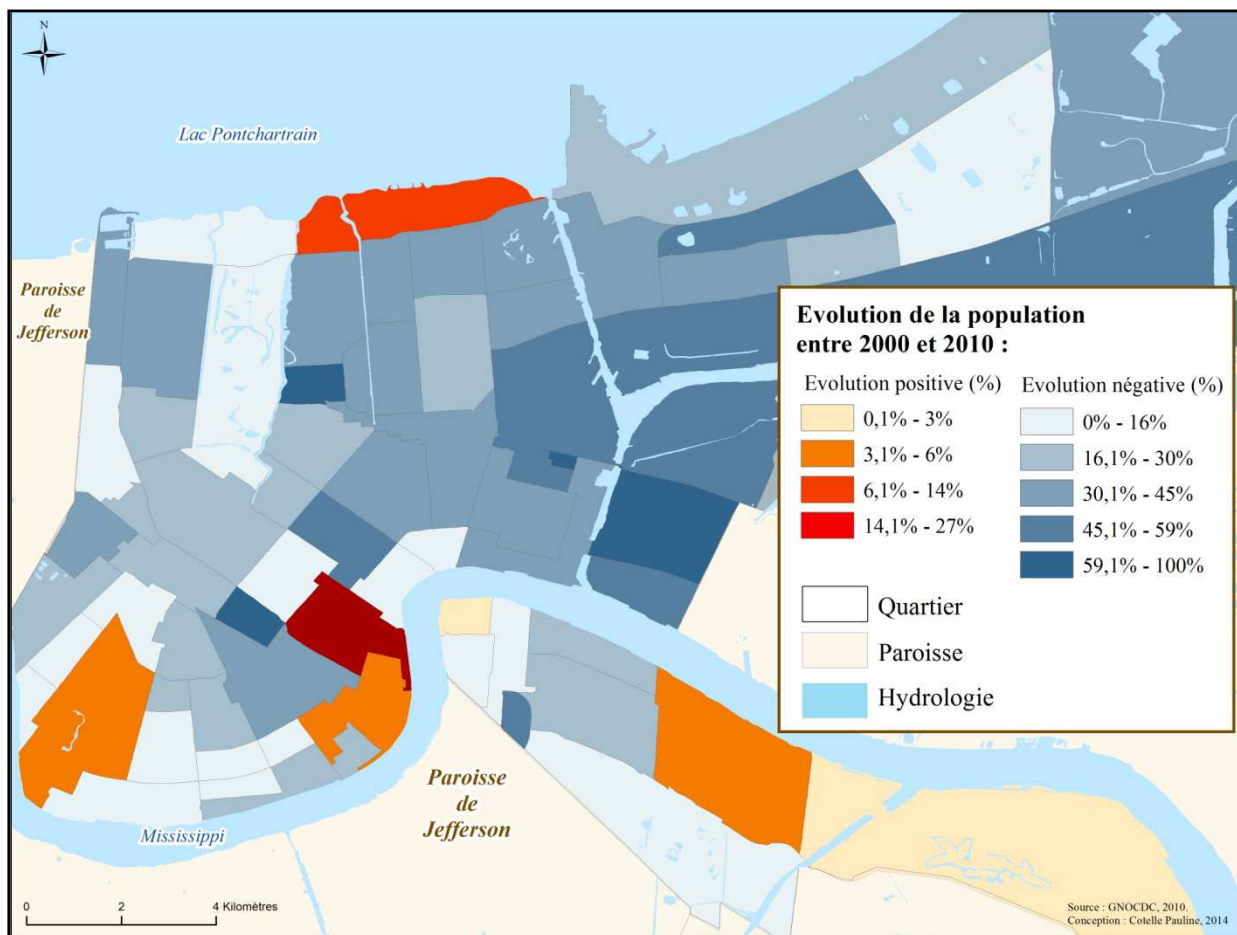 N
Lac Pontchartrain
Paroisse
de
Jefferson
Evolution de la population
entre 2000 et 2010 :
Evolution positive (%)
0,1% - 3%
3,1% - 6%
6,1% - 14%
14,1% - 27%
Evolution négative (%)
0% - 16%
16,1% - 30%
30,1% - 45%
45,1% - 59%
59,1% - 100%
Quartier
Paroisse
Hydrologie
Paroisse
de
Jefferson
Mississippi
0 2 4 Kilomètres
Source : GNOCDC, 2010.
Conception : Cotelle Pauline, 2014